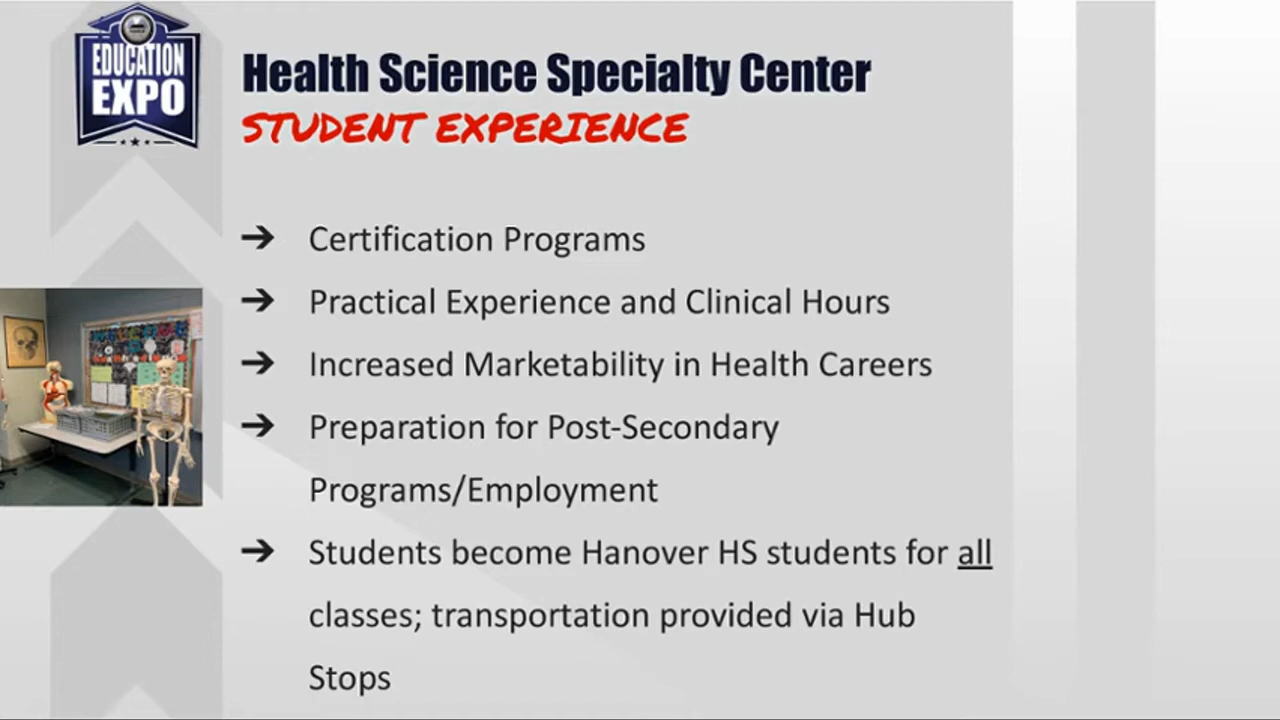 EDUCATION
EXPO
Health Science Specialty Center
STUDENT EXPERIENCE
➔ Certification Programs
➔ Practical Experience and Clinical Hours
➔ Increased Marketability in Health Careers
➔ Preparation for Post-Secondary
Programs/Employment
➔ Students become Hanover HS students for all
classes; transportation provided via Hub
Stops